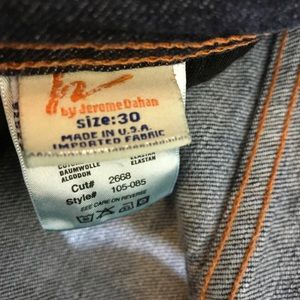 by Jerome Dahan
Size:30
MADE IN U.S.A.
IMPORTED FABRIC
BAUMWOLLE ELASTAN
ALGODON
Cut# 2668
Style# 105-085
SEE CARE ON REVERSE